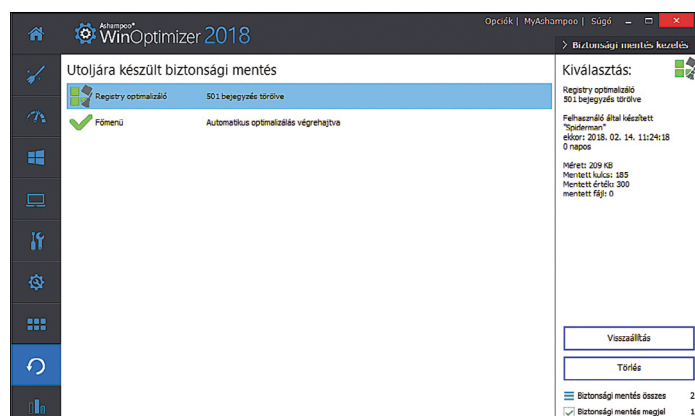 Opciók | MyAshampoo | Súgó
Ashampoo®
WinOptimizer 2018
> Biztonsági mentés kezelés
Utoljára készült biztonsági mentés
Registry optimalizáló 501 bejegyzés törölve
Főmenü Automatikus optimalizálás végrehajtva
Kiválasztás:
Registry optimalizáló
501 bejegyzés törölve
Felhasználó által készített
"Spiderman"
ekkor: 2018. 02. 14. 11:24:18
0 napos
Méret: 209 KB
Mentett kulcs: 185
Mentett érték: 300
mentett fájl: 0
Visszaállítás
Törlés
Biztonsági mentés összes 2
Biztonsági mentés megjel 1